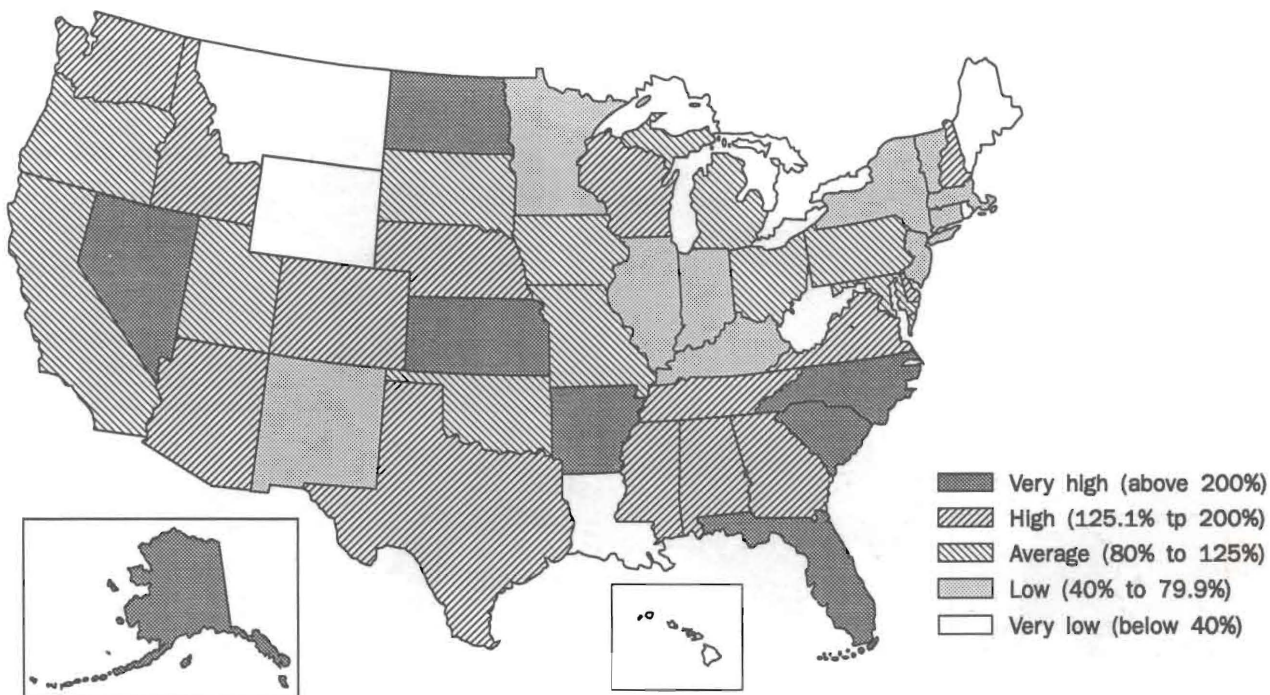 Very high (above 200%)
High (125.1% tp 200%)
Average (80% to 125%)
Low (40% to 79.9%)
Very low (below 40%)